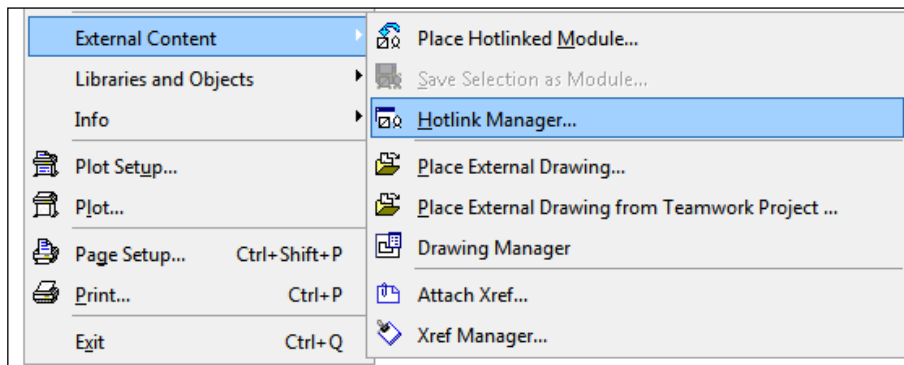 External Content
Libraries and Objects
Info
Plot Setup...
Plot...
Page Setup... Ctrl+Shift+P
Print... Ctrl+P
Exit Ctrl+Q
Place Hotlinked Module...
Save Selection as Module...
Hotlink Manager...
Place External Drawing...
Place External Drawing from Teamwork Project ...
Drawing Manager
Attach Xref...
Xref Manager...